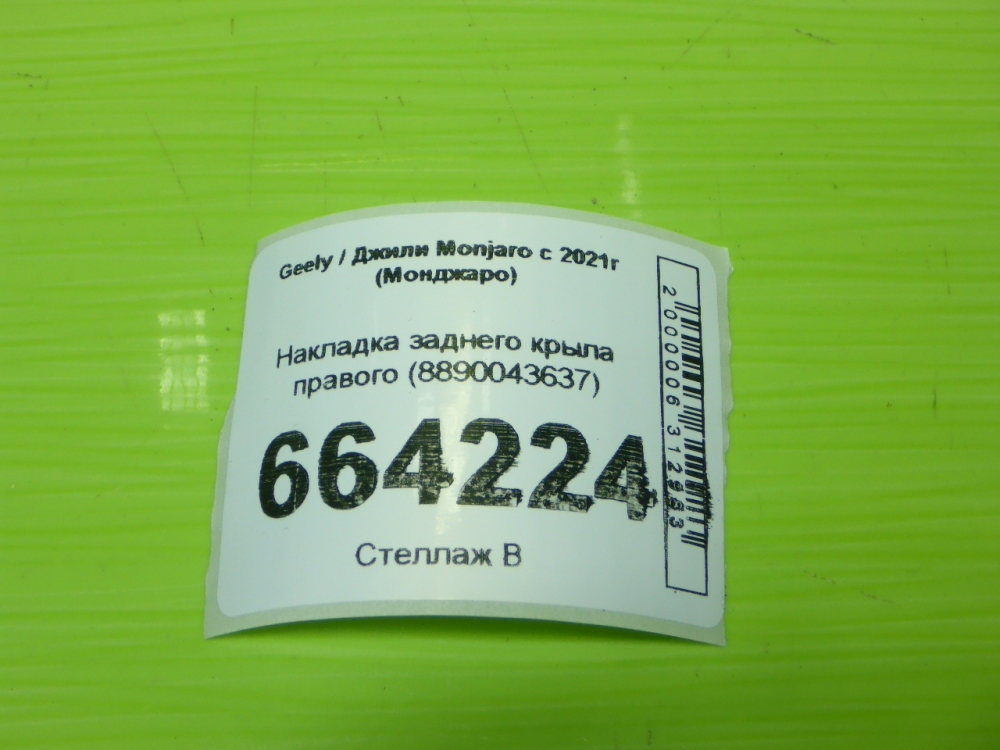 Geely / Джили Monjaro с 2021г
(Монджаро)
Накладка заднего крыла
правого (8890043637)
664224
Стеллаж В